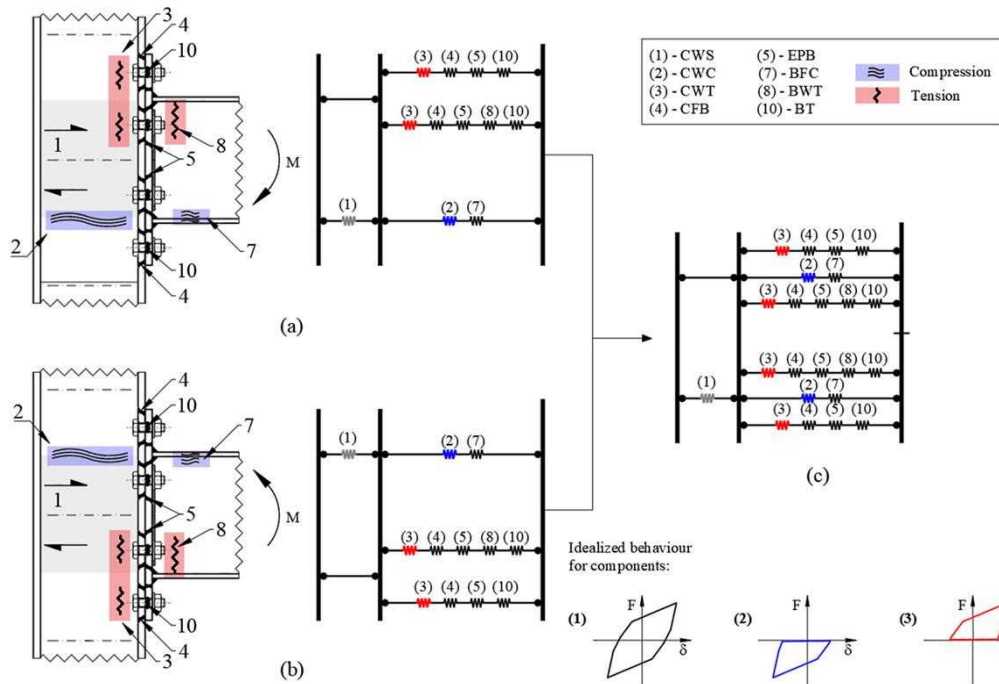 3
4
10
1
5
8
M
2
7
10
4
(a)
(3) (4) (5) (10)
(3) (4) (5) (8) (10)
(1) (2) (7)
(1) - CWS (5) - EPB
(2) - CWC (7) - BFC
(3) - CWT (8) - BWT
(4) - CFB (10) - BT
Compression
Tension
(3) (4) (5) (10)
(2) (7)
(3) (4) (5) (8) (10)
(3) (4) (5) (8) (10)
(1) (2) (7)
(3) (4) (5) (10)
(c)
4
10
2
7
1
5
8
M
10
4
3
(b)
(1) (2) (7)
(3) (4) (5) (8) (10)
(3) (4) (5) (10)
Idealized behaviour
for components:
(1) F δ
(2) F δ
(3) F